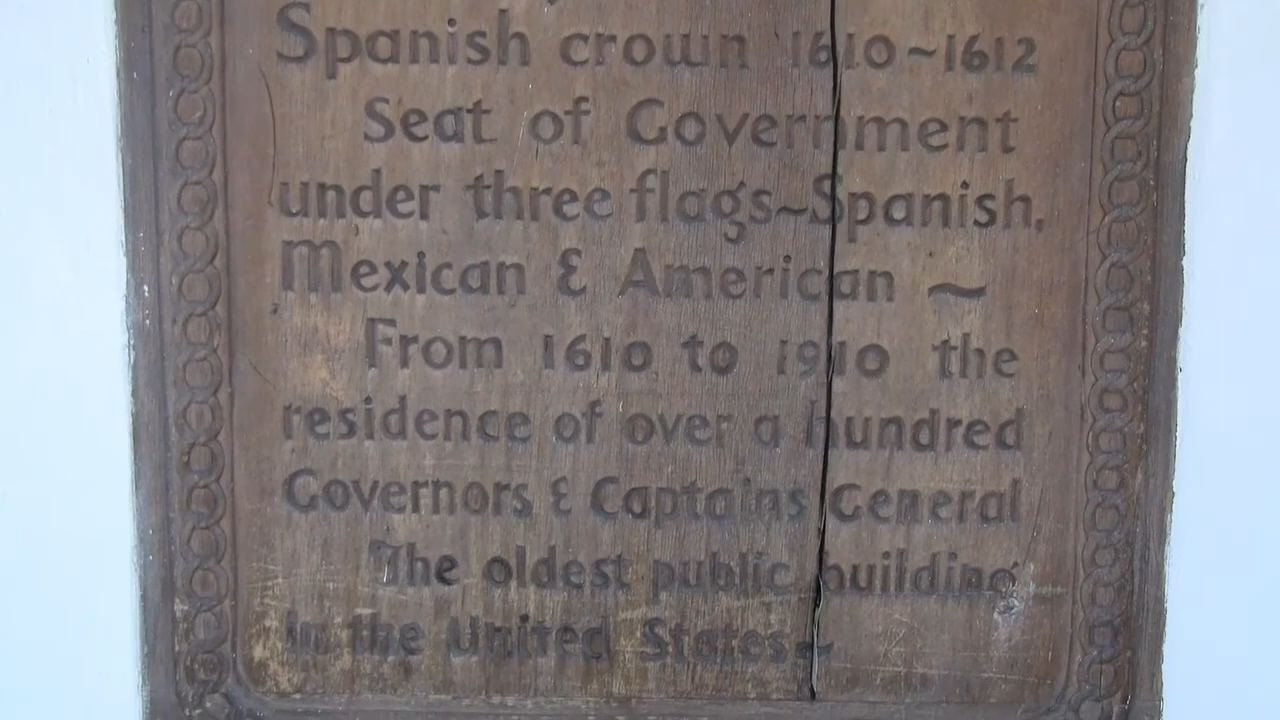 Spanish crown 1610~1612
Seat of Government
under three flags~Spanish,
Mexican & American ~
From 1610 to 1910 the
residence of over a hundred
Governors & Captains General
The oldest public building
in the United States~